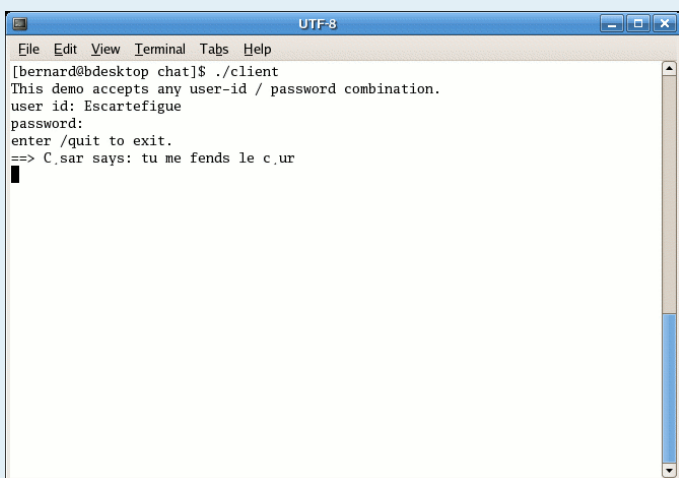 UTF-8
File Edit View Terminal Tabs Help
[bernard@bdesktop chat]$ ./client
This demo accepts any user-id / password combination.
user id: Escartefigue
password:
enter /quit to exit.
==> C¸sar says: tu me fends le c¸ur